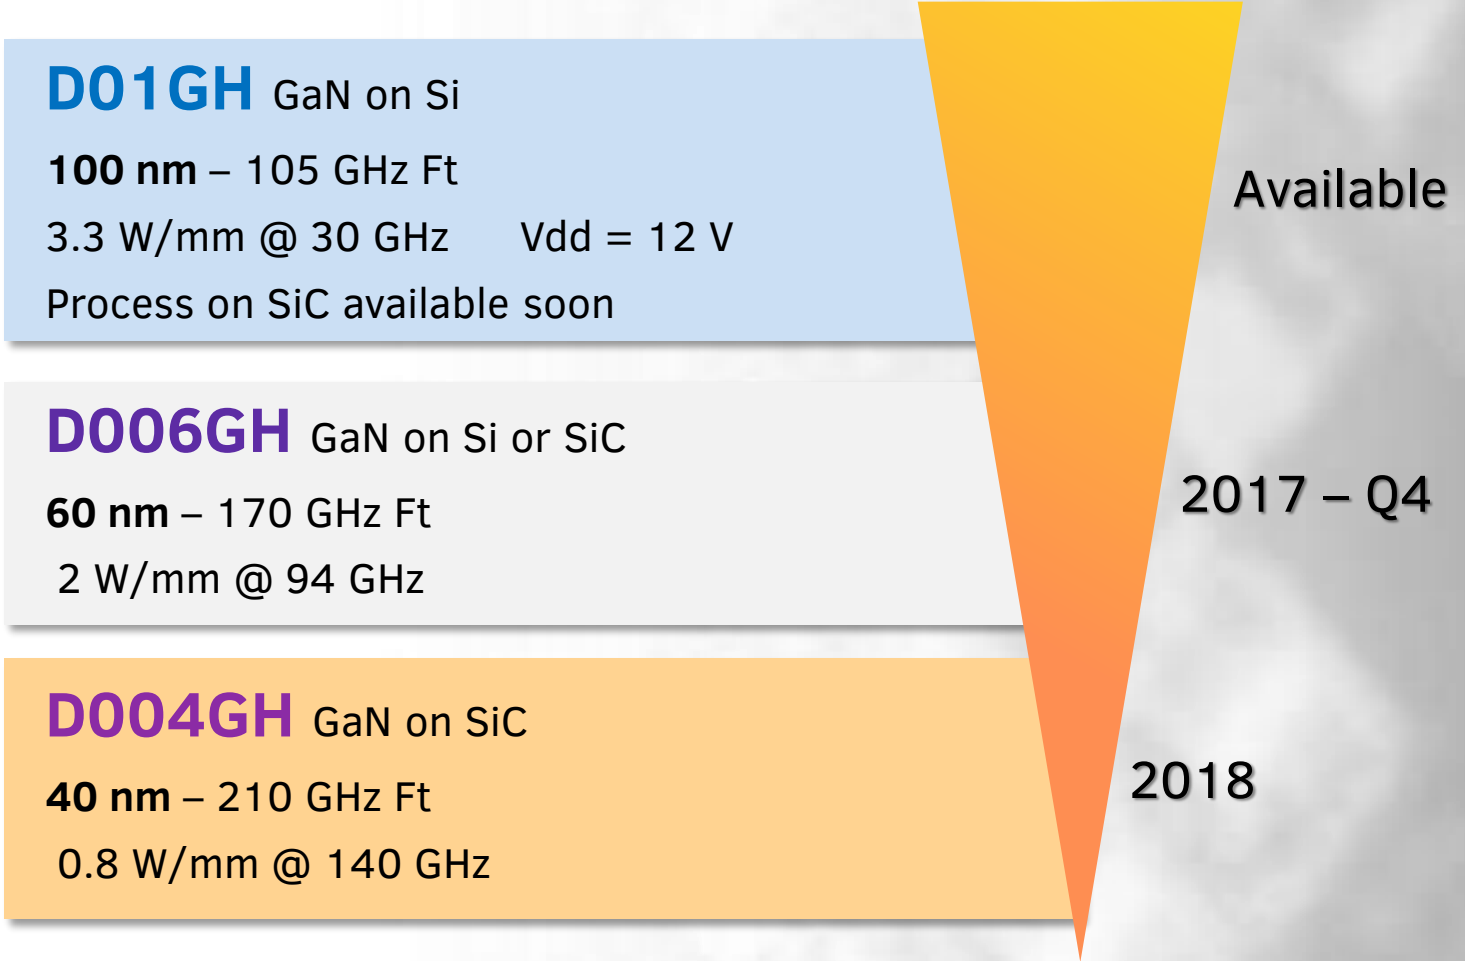 D01GH GaN on Si
100 nm – 105 GHz Ft
3.3 W/mm @ 30 GHz Vdd = 12 V
Process on SiC available soon
Available
D006GH GaN on Si or SiC
60 nm – 170 GHz Ft
2 W/mm @ 94 GHz
2017 – Q4
D004GH GaN on SiC
40 nm – 210 GHz Ft
0.8 W/mm @ 140 GHz
2018